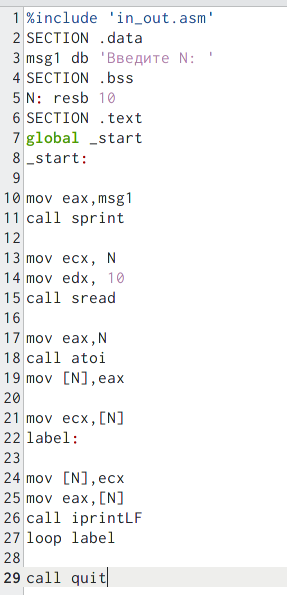 1 %include 'in_out.asm'
2 SECTION .data
3 msg1 db 'Введите N: '
4 SECTION .bss
5 N: resb 10
6 SECTION .text
7 global _start
8 _start:
9
10 mov eax,msg1
11 call sprint
12
13 mov ecx, N
14 mov edx, 10
15 call sread
16
17 mov eax,N
18 call atoi
19 mov [N],eax
20
21 mov ecx,[N]
22 label:
23
24 mov [N],ecx
25 mov eax,[N]
26 call iprintLF
27 loop label
28
29 call quit